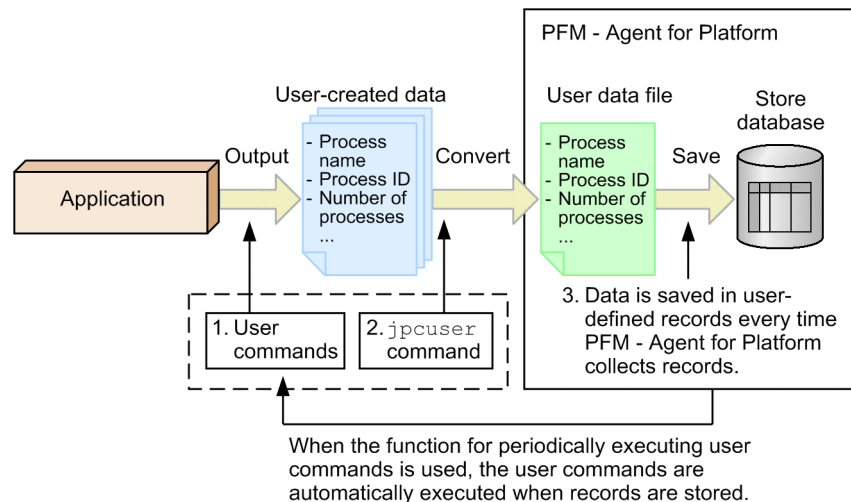 PFM - Agent for Platform
User-created data
User data file
Store
database
Application
Output
- Process
name
- Process ID
- Number of
processes
...
Convert
- Process
name
- Process ID
- Number of
processes
...
Save
1. User
commands
2. jpcuser
command
3. Data is saved in user-
defined records every time
PFM - Agent for Platform
collects records.
When the function for periodically executing user
commands is used, the user commands are
automatically executed when records are stored.